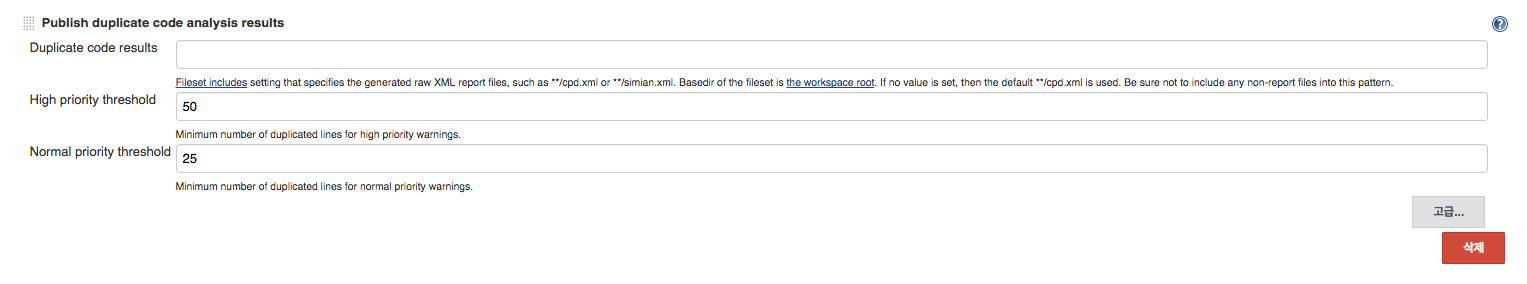 Publish duplicate code analysis results
?
Duplicate code results
Fileset includes setting that specifies the generated raw XML report files, such as **/cpd.xml or **/simian.xml. Basedir of the fileset is the workspace root. If no value is set, then the default **/cpd.xml is used. Be sure not to include any non-report files into this pattern.
High priority threshold
50
Minimum number of duplicated lines for high priority warnings.
Normal priority threshold
25
Minimum number of duplicated lines for normal priority warnings.
고급...
삭제